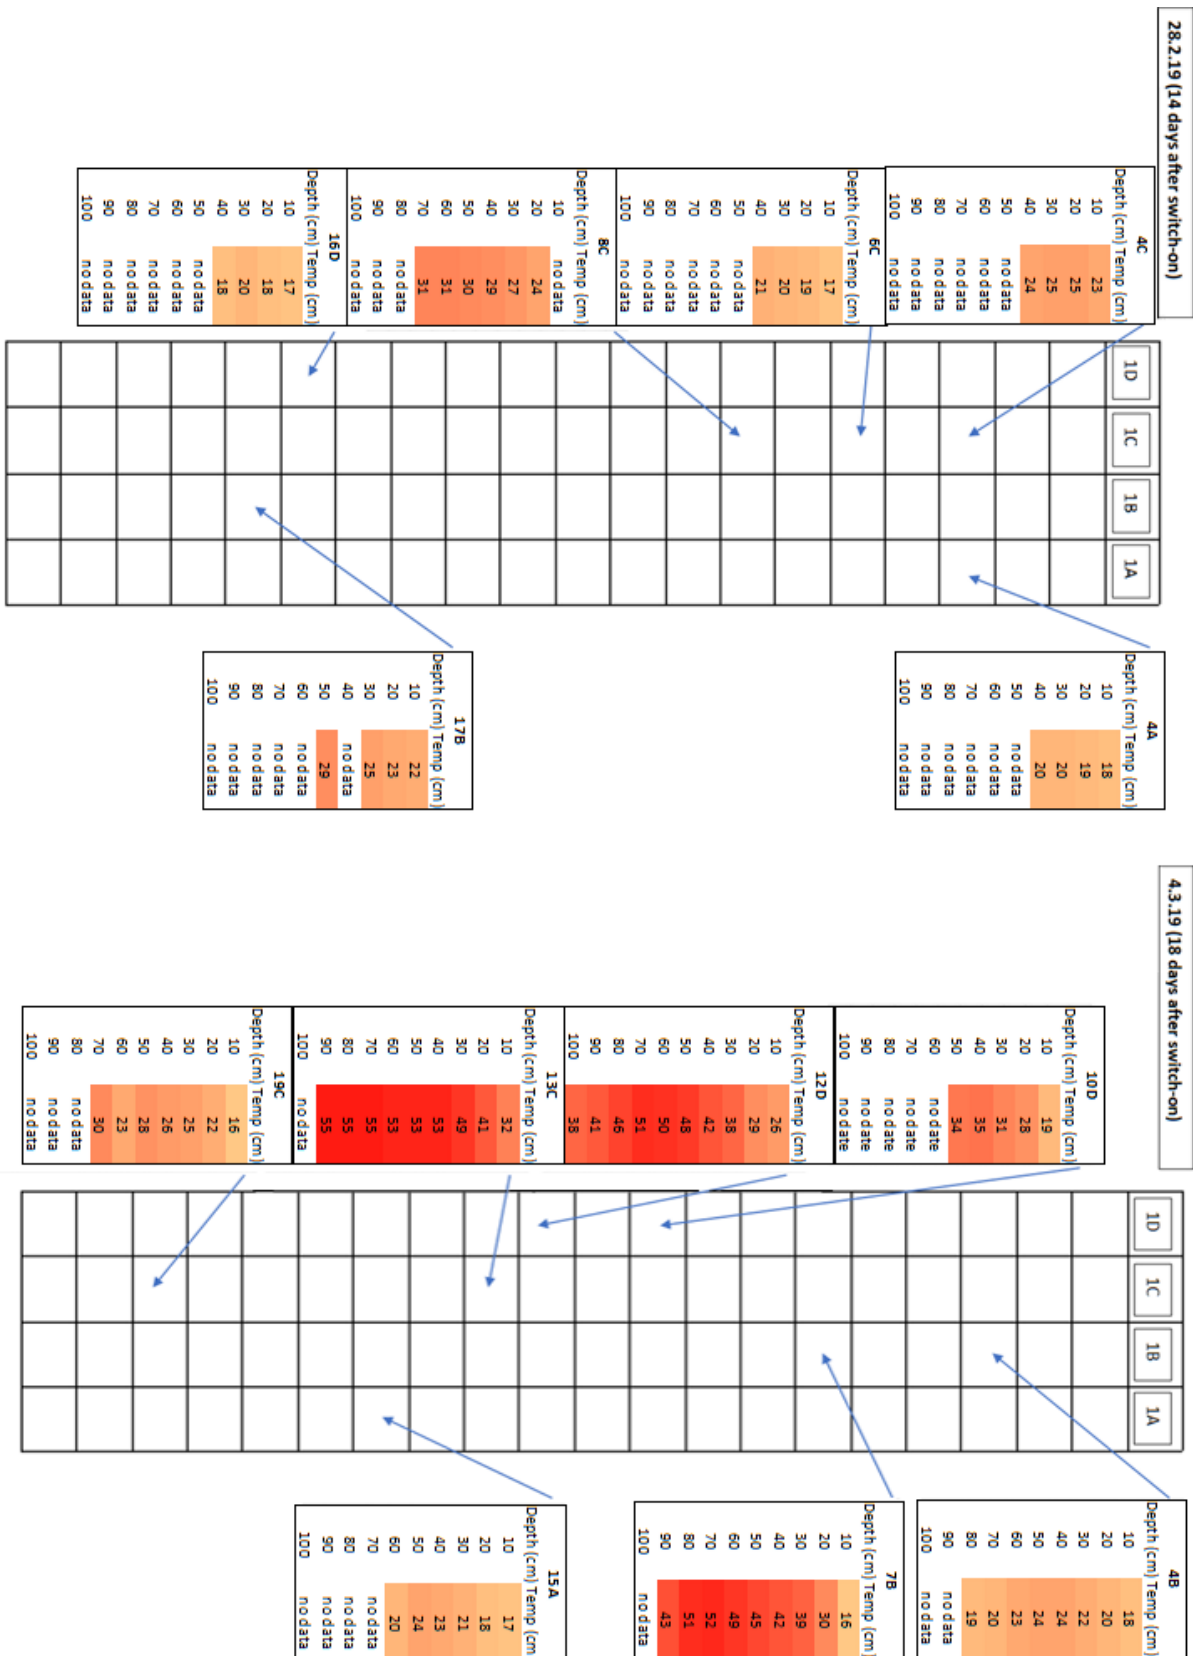 28.2.19 (14 days after switch-on)
4C
Depth (cm) Temp (cm)
10 23
20 25
30 25
40 24
50 no data
60 no data
70 no data
80 no data
90 no data
100 no data
6C
Depth (cm) Temp (cm)
10 17
20 19
30 20
40 21
50 no data
60 no data
70 no data
80 no data
90 no data
100 no data
8C
Depth (cm) Temp (cm)
10 no data
20 24
30 27
40 29
50 30
60 31
70 31
80 no data
90 no data
100 no data
16D
Depth (cm) Temp (cm)
10 17
20 18
30 20
40 18
50 no data
60 no data
70 no data
80 no data
90 no data
100 no data
1D 1C 1B 1A
4A
Depth (cm) Temp (cm)
10 18
20 19
30 20
40 20
50 no data
60 no data
70 no data
80 no data
90 no data
100 no data
17B
Depth (cm) Temp (cm)
10 22
20 23
30 25
40 no data
50 29
60 no data
70 no data
80 no data
90 no data
100 no data
4.3.19 (18 days after switch-on)
10D
Depth (cm) Temp (cm)
10 19
20 28
30 31
40 35
50 34
60 no date
70 no date
80 no date
90 no date
100 no date
12D
Depth (cm) Temp (cm)
10 26
20 29
30 38
40 42
50 48
60 50
70 51
80 46
90 41
100 38
13C
Depth (cm) Temp (cm)
10 32
20 41
30 49
40 53
50 53
60 53
70 55
80 55
90 55
100 no data
19C
Depth (cm) Temp (cm)
10 16
20 22
30 25
40 26
50 28
60 23
70 30
80 no data
90 no data
100 no data
1D 1C 1B 1A
4B
Depth (cm) Temp (cm)
10 18
20 20
30 22
40 24
50 24
60 23
70 20
80 19
90 no data
100 no data
7B
Depth (cm) Temp (cm)
10 16
20 30
30 39
40 42
50 45
60 49
70 52
80 51
90 43
100 no data
15A
Depth (cm) Temp (cm)
10 17
20 18
30 21
40 23
50 24
60 20
70 no data
80 no data
90 no data
100 no data